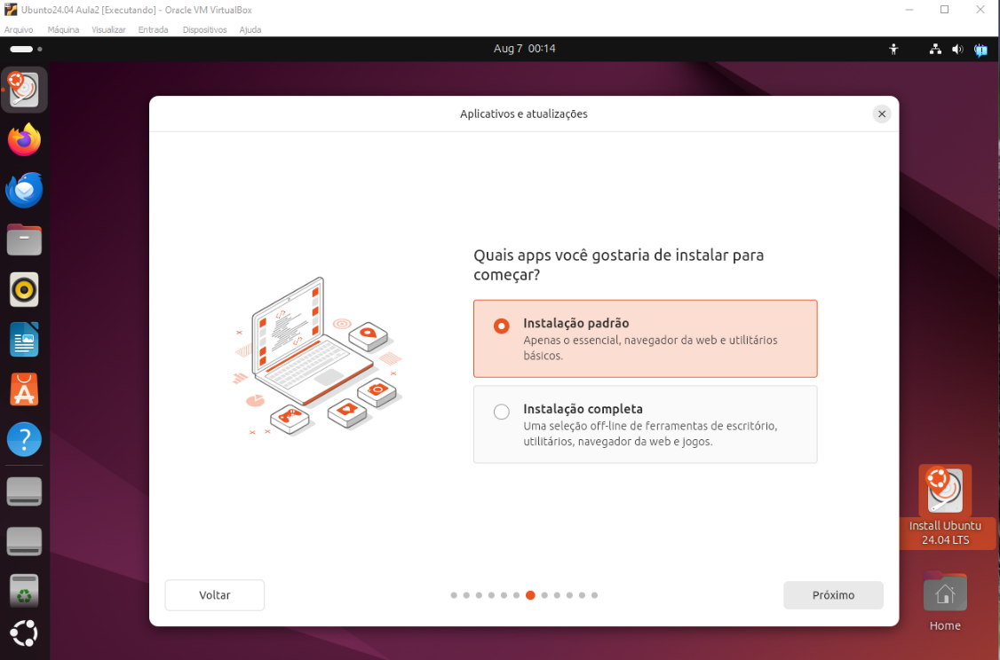 Ubunto24.04 Aula2 [Executando] - Oracle VM VirtualBox
Arquivo Máquina Visualizar Entrada Dispositivos Ajuda
Aug 7 00:14
Aplicativos e atualizações
Quais apps você gostaria de instalar para
começar?
Instalação padrão
Apenas o essencial, navegador da web e utilitários
básicos.
Instalação completa
Uma seleção off-line de ferramentas de escritório,
utilitários, navegador da web e jogos.
Install Ubuntu
24.04 LTS
Voltar
Próximo
Home